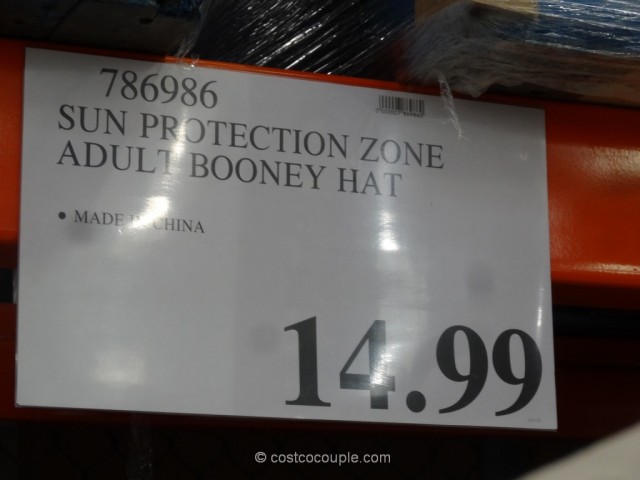 786986
SUN PROTECTION ZONE
ADULT BOONEY HAT
• MADE IN CHINA
14.99
© costcocouple.com